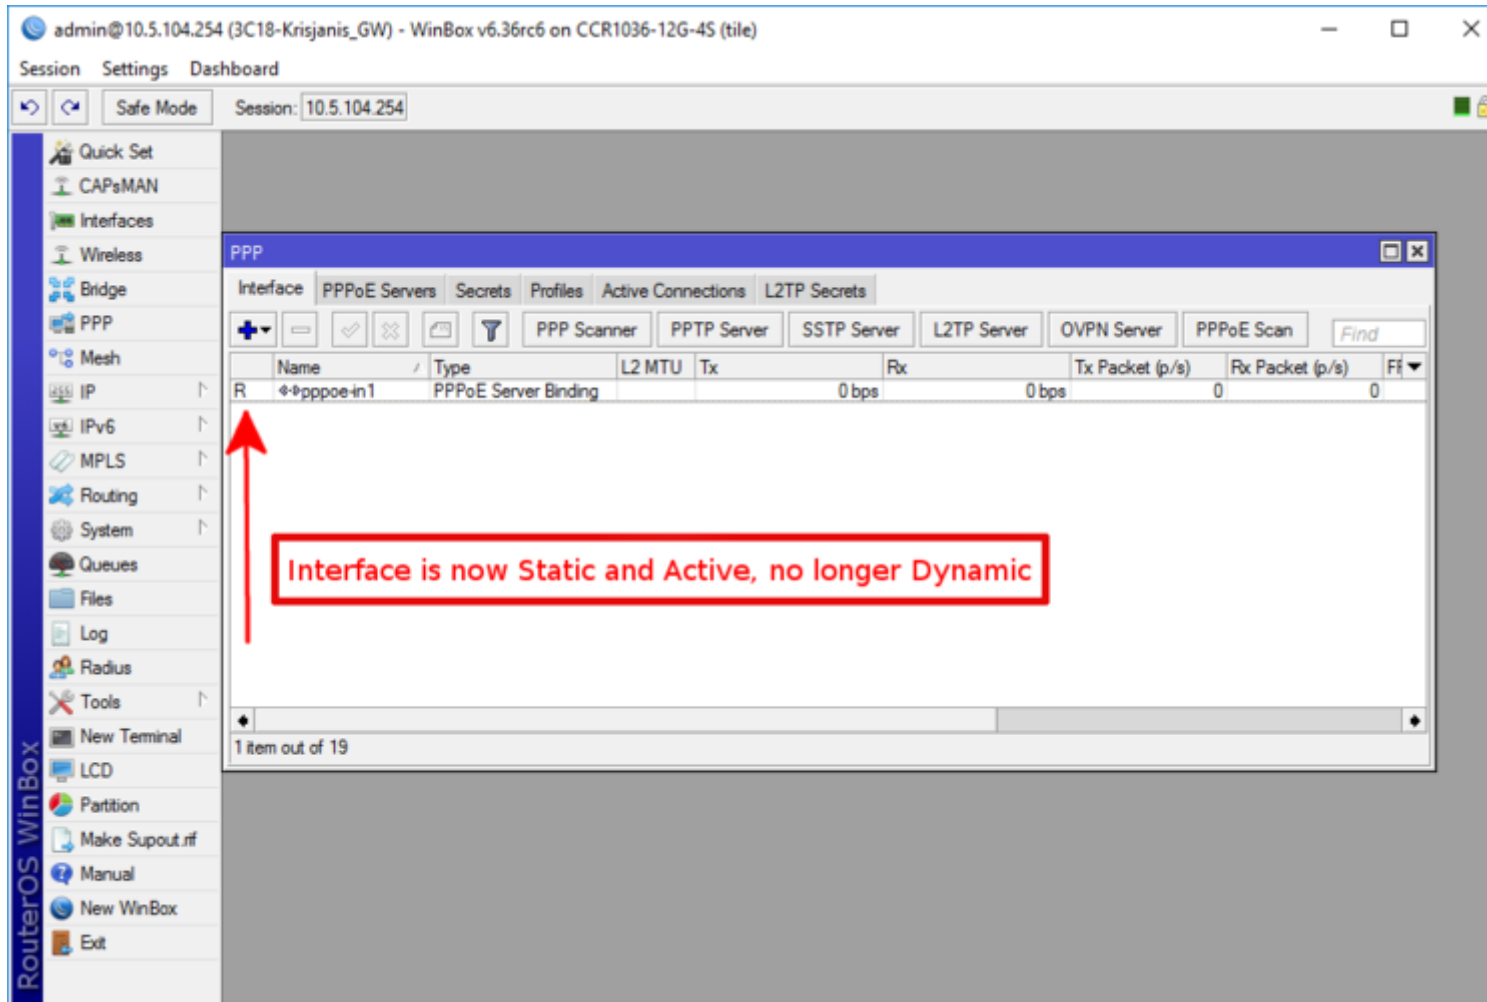 admin@10.5.104.254 (3C18-Krisjanis_GW) - WinBox v6.36rc6 on CCR1036-12G-4S (tile)
Session Settings Dashboard
Safe Mode Session: 10.5.104.254
Quick Set
CAPsMAN
Interfaces
Wireless
Bridge
PPP
Mesh
IP
IPv6
MPLS
Routing
System
Queues
Files
Log
Radius
Tools
New Terminal
LCD
Partition
Make Supout.rif
Manual
New WinBox
Exit
RouterOS WinBox
PPP
Interface PPPoE Servers Secrets Profiles Active Connections L2TP Secrets
PPP Scanner PPTP Server SSTP Server L2TP Server OVPN Server PPPoE Scan Find
Name Type L2 MTU Tx Rx Tx Packet (p/s) Rx Packet (p/s)
R pppoe-in1 PPPoE Server Binding 0 bps 0 bps 0 0
Interface is now Static and Active, no longer Dynamic
1 item out of 19